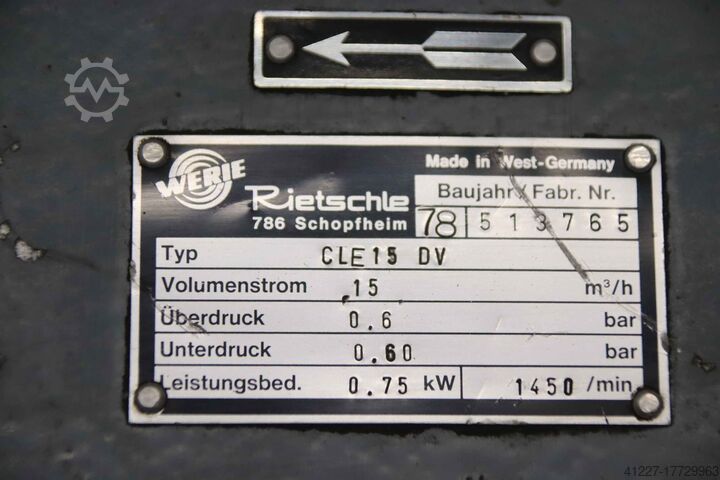 Made in West-Germany
WERIE
Rietschle
786 Schopfheim
Baujahr / Fabr. Nr.
78 513765
Typ CLE15 DV
Volumenstrom 15 m³/h
Überdruck 0.6 bar
Unterdruck 0.60 bar
Leistungsbed. 0.75 kW 1450 /min
41227-17729963